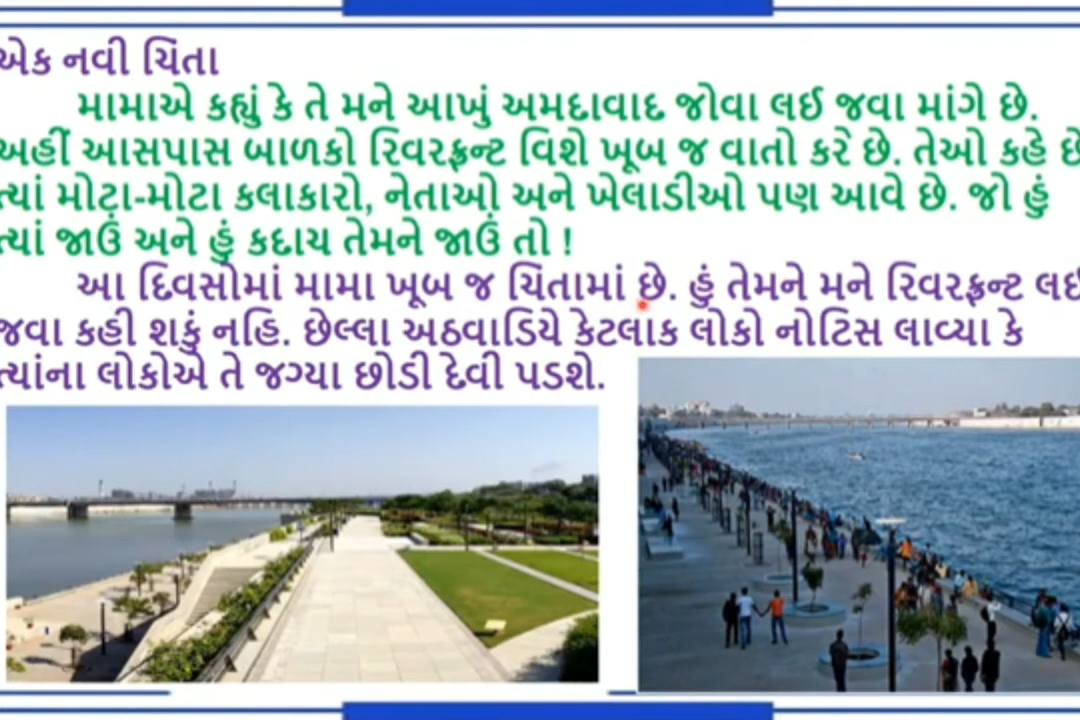 એક નવી ચિંતા
મામાએ કહ્યું કે તે મને આખું અમદાવાદ જોવા લઈ જવા માંગે છે.
અહીં આસપાસ બાળકો રિવરફ્રન્ટ વિશે ખૂબ જ વાતો કરે છે. તેઓ કહે છે
ત્યાં મોટા-મોટા કલાકારો, નેતાઓ અને ખેલાડીઓ પણ આવે છે. જો હું
ત્યાં જાઉં અને હું કદાચ તેમને જાઉં તો !
આ દિવસોમાં મામા ખૂબ જ ચિંતામાં છે. હું તેમને મને રિવરફ્રન્ટ લઈ
જવા કહી શકું નહિ. છેલ્લા અઠવાડિયે કેટલાક લોકો નોટિસ લાવ્યા કે
ત્યાંના લોકોએ તે જગ્યા છોડી દેવી પડશે.